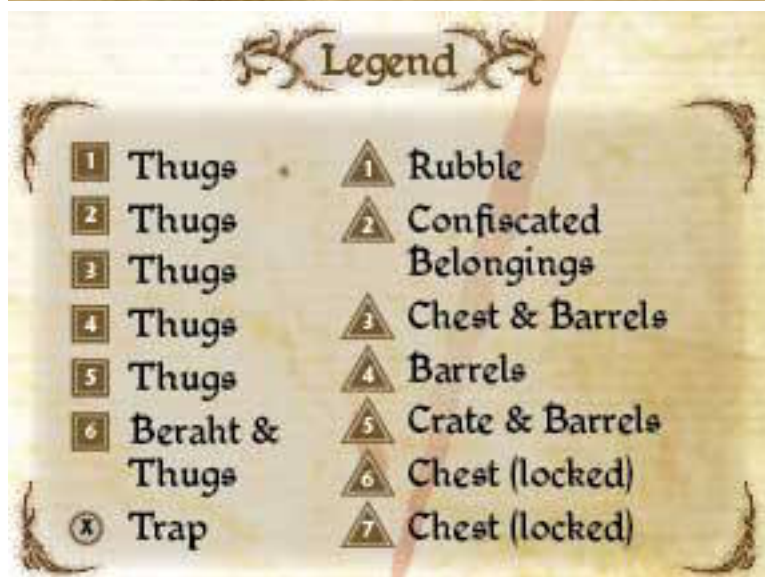 Legend
1 Thugs
2 Thugs
3 Thugs
4 Thugs
5 Thugs
6 Beraht &
Thugs
X Trap
1 Rubble
2 Confiscated
Belongings
3 Chest & Barrels
4 Barrels
5 Crate & Barrels
6 Chest (locked)
7 Chest (locked)